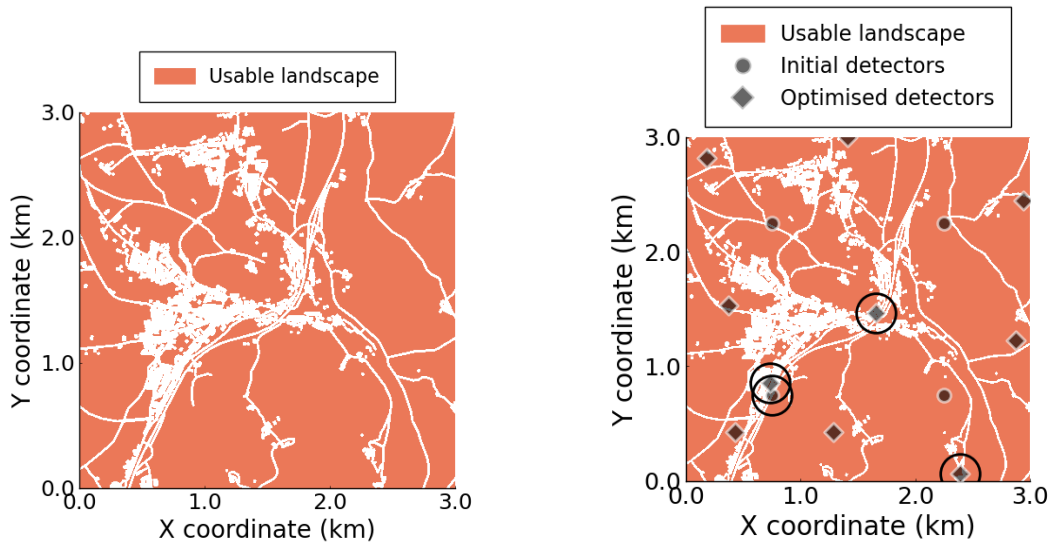 Usable landscape
3.0
2.0
1.0
0.0
0.0 1.0 2.0 3.0
Y coordinate (km)
X coordinate (km)
Usable landscape
Initial detectors
Optimised detectors
3.0
2.0
1.0
0.0
0.0 1.0 2.0 3.0
Y coordinate (km)
X coordinate (km)